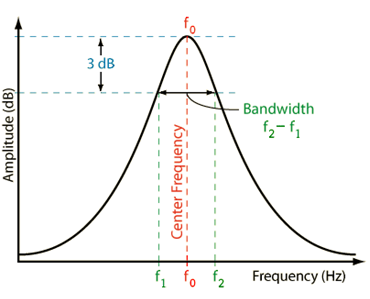 f₀
3 dB
Amplitude (dB)
Center Frequency
Bandwidth
f₂– f₁
f₁
f₀
f₂
Frequency (Hz)